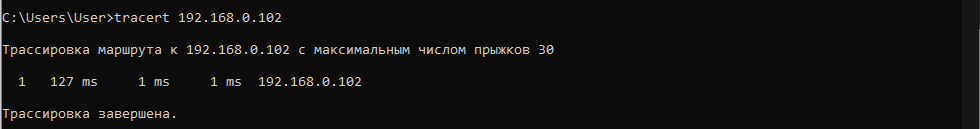 C:\Users\User>tracert 192.168.0.102
Трассировка маршрута к 192.168.0.102 с максимальным числом прыжков 30
1 127 ms 1 ms 1 ms 192.168.0.102
Трассировка завершена.